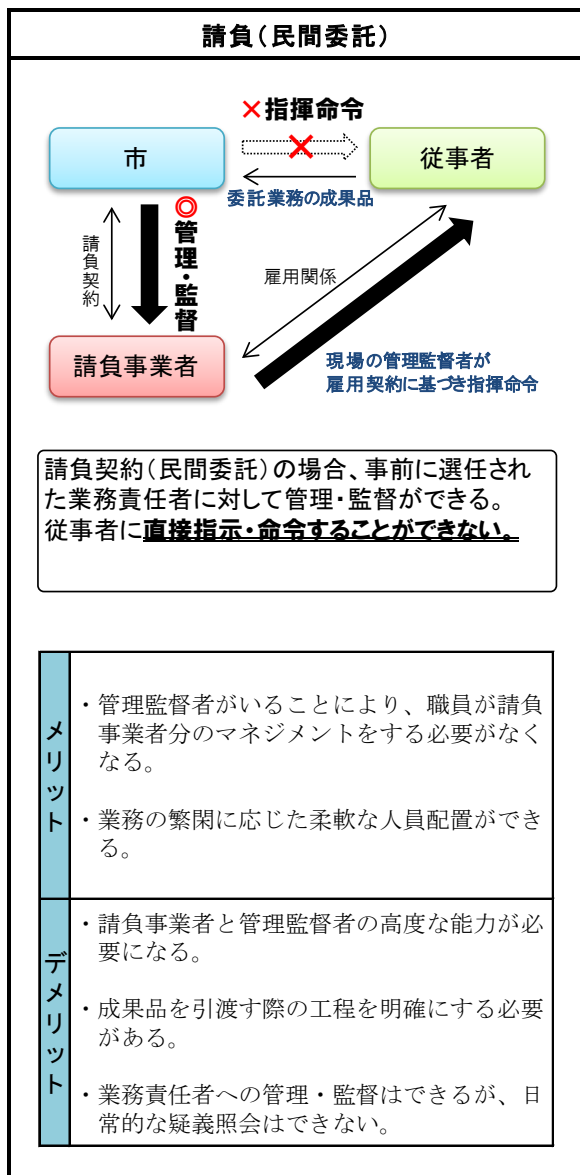 請負（民間委託）
×指揮命令
市
従事者
委託業務の成果品
請負契約
◎管理・監督
雇用関係
請負事業者
現場の管理監督者が
雇用契約に基づき指揮命令
請負契約（民間委託）の場合、事前に選任され
た業務責任者に対して管理・監督ができる。
従事者に直接指示・命令することができない。
メリット
・管理監督者がいることにより、職員が請負
事業者分のマネジメントをする必要がなく
なる。
・業務の繁閑に応じた柔軟な人員配置ができ
る。
デメリット
・請負事業者と管理監督者の高度な能力が必
要になる。
・成果品を引渡す際の工程を明確にする必要
がある。
・業務責任者への管理・監督はできるが、日
常的な疑義照会はできない。